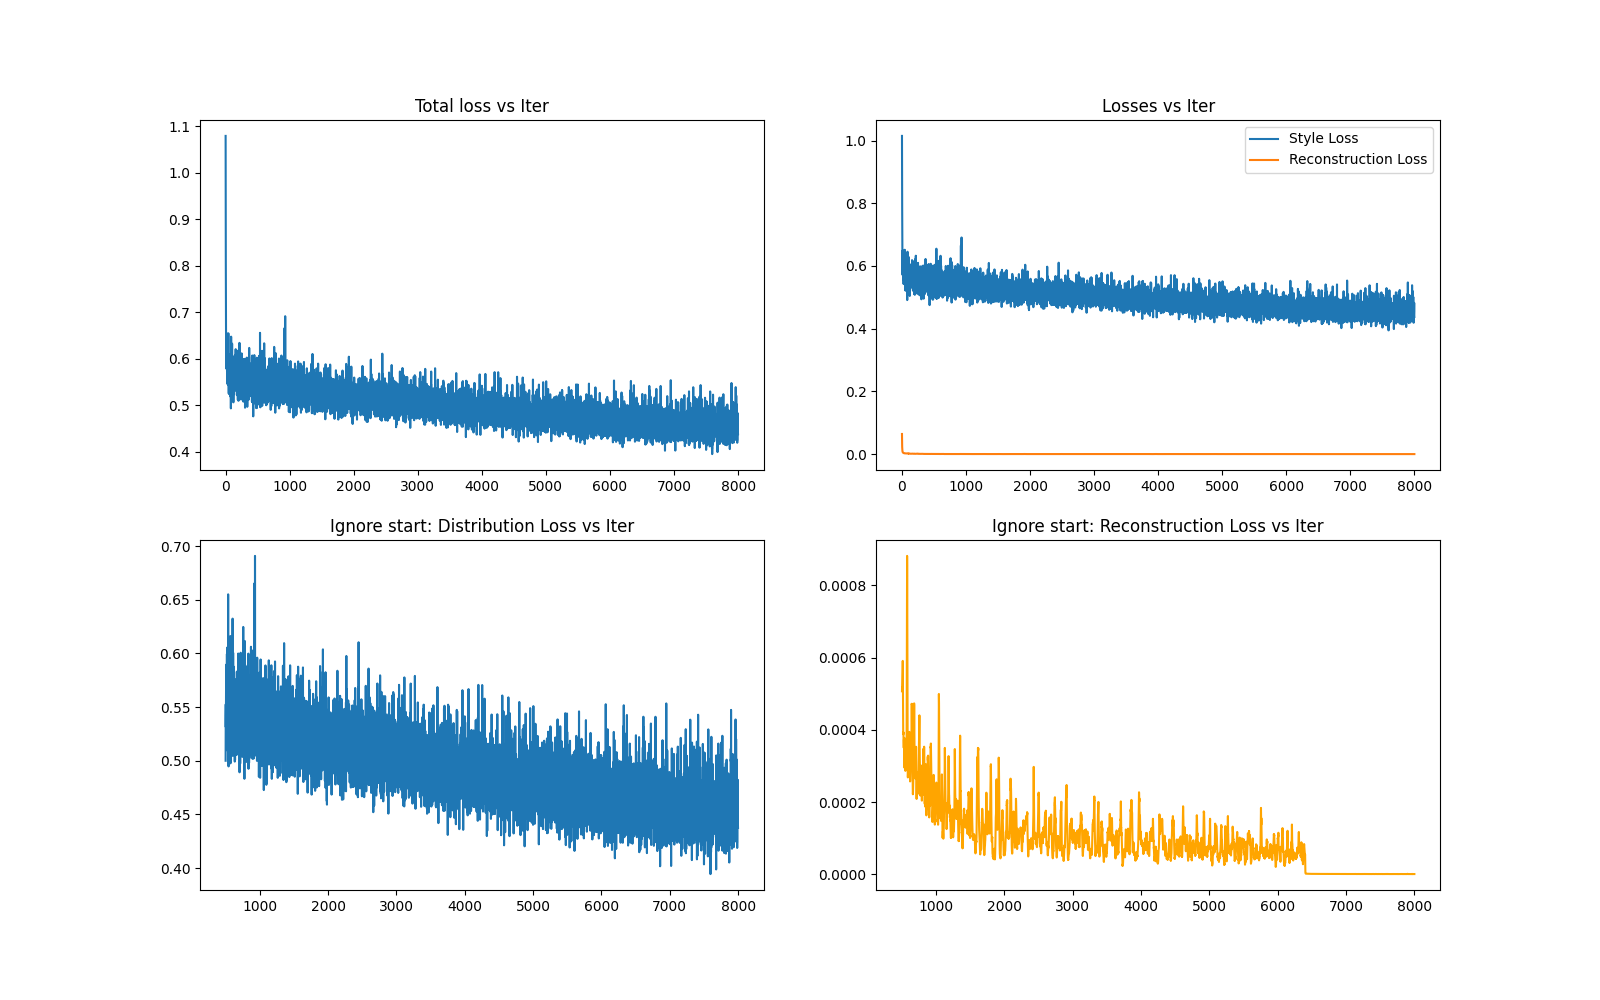 Total loss vs Iter
1.1
1.0
0.9
0.8
0.7
0.6
0.5
0.4
0 1000 2000 3000 4000 5000 6000 7000 8000
Losses vs Iter
Style Loss
Reconstruction Loss
1.0
0.8
0.6
0.4
0.2
0.0
0 1000 2000 3000 4000 5000 6000 7000 8000
Ignore start: Distribution Loss vs Iter
0.70
0.65
0.60
0.55
0.50
0.45
0.40
1000 2000 3000 4000 5000 6000 7000 8000
Ignore start: Reconstruction Loss vs Iter
0.0008
0.0006
0.0004
0.0002
0.0000
1000 2000 3000 4000 5000 6000 7000 8000